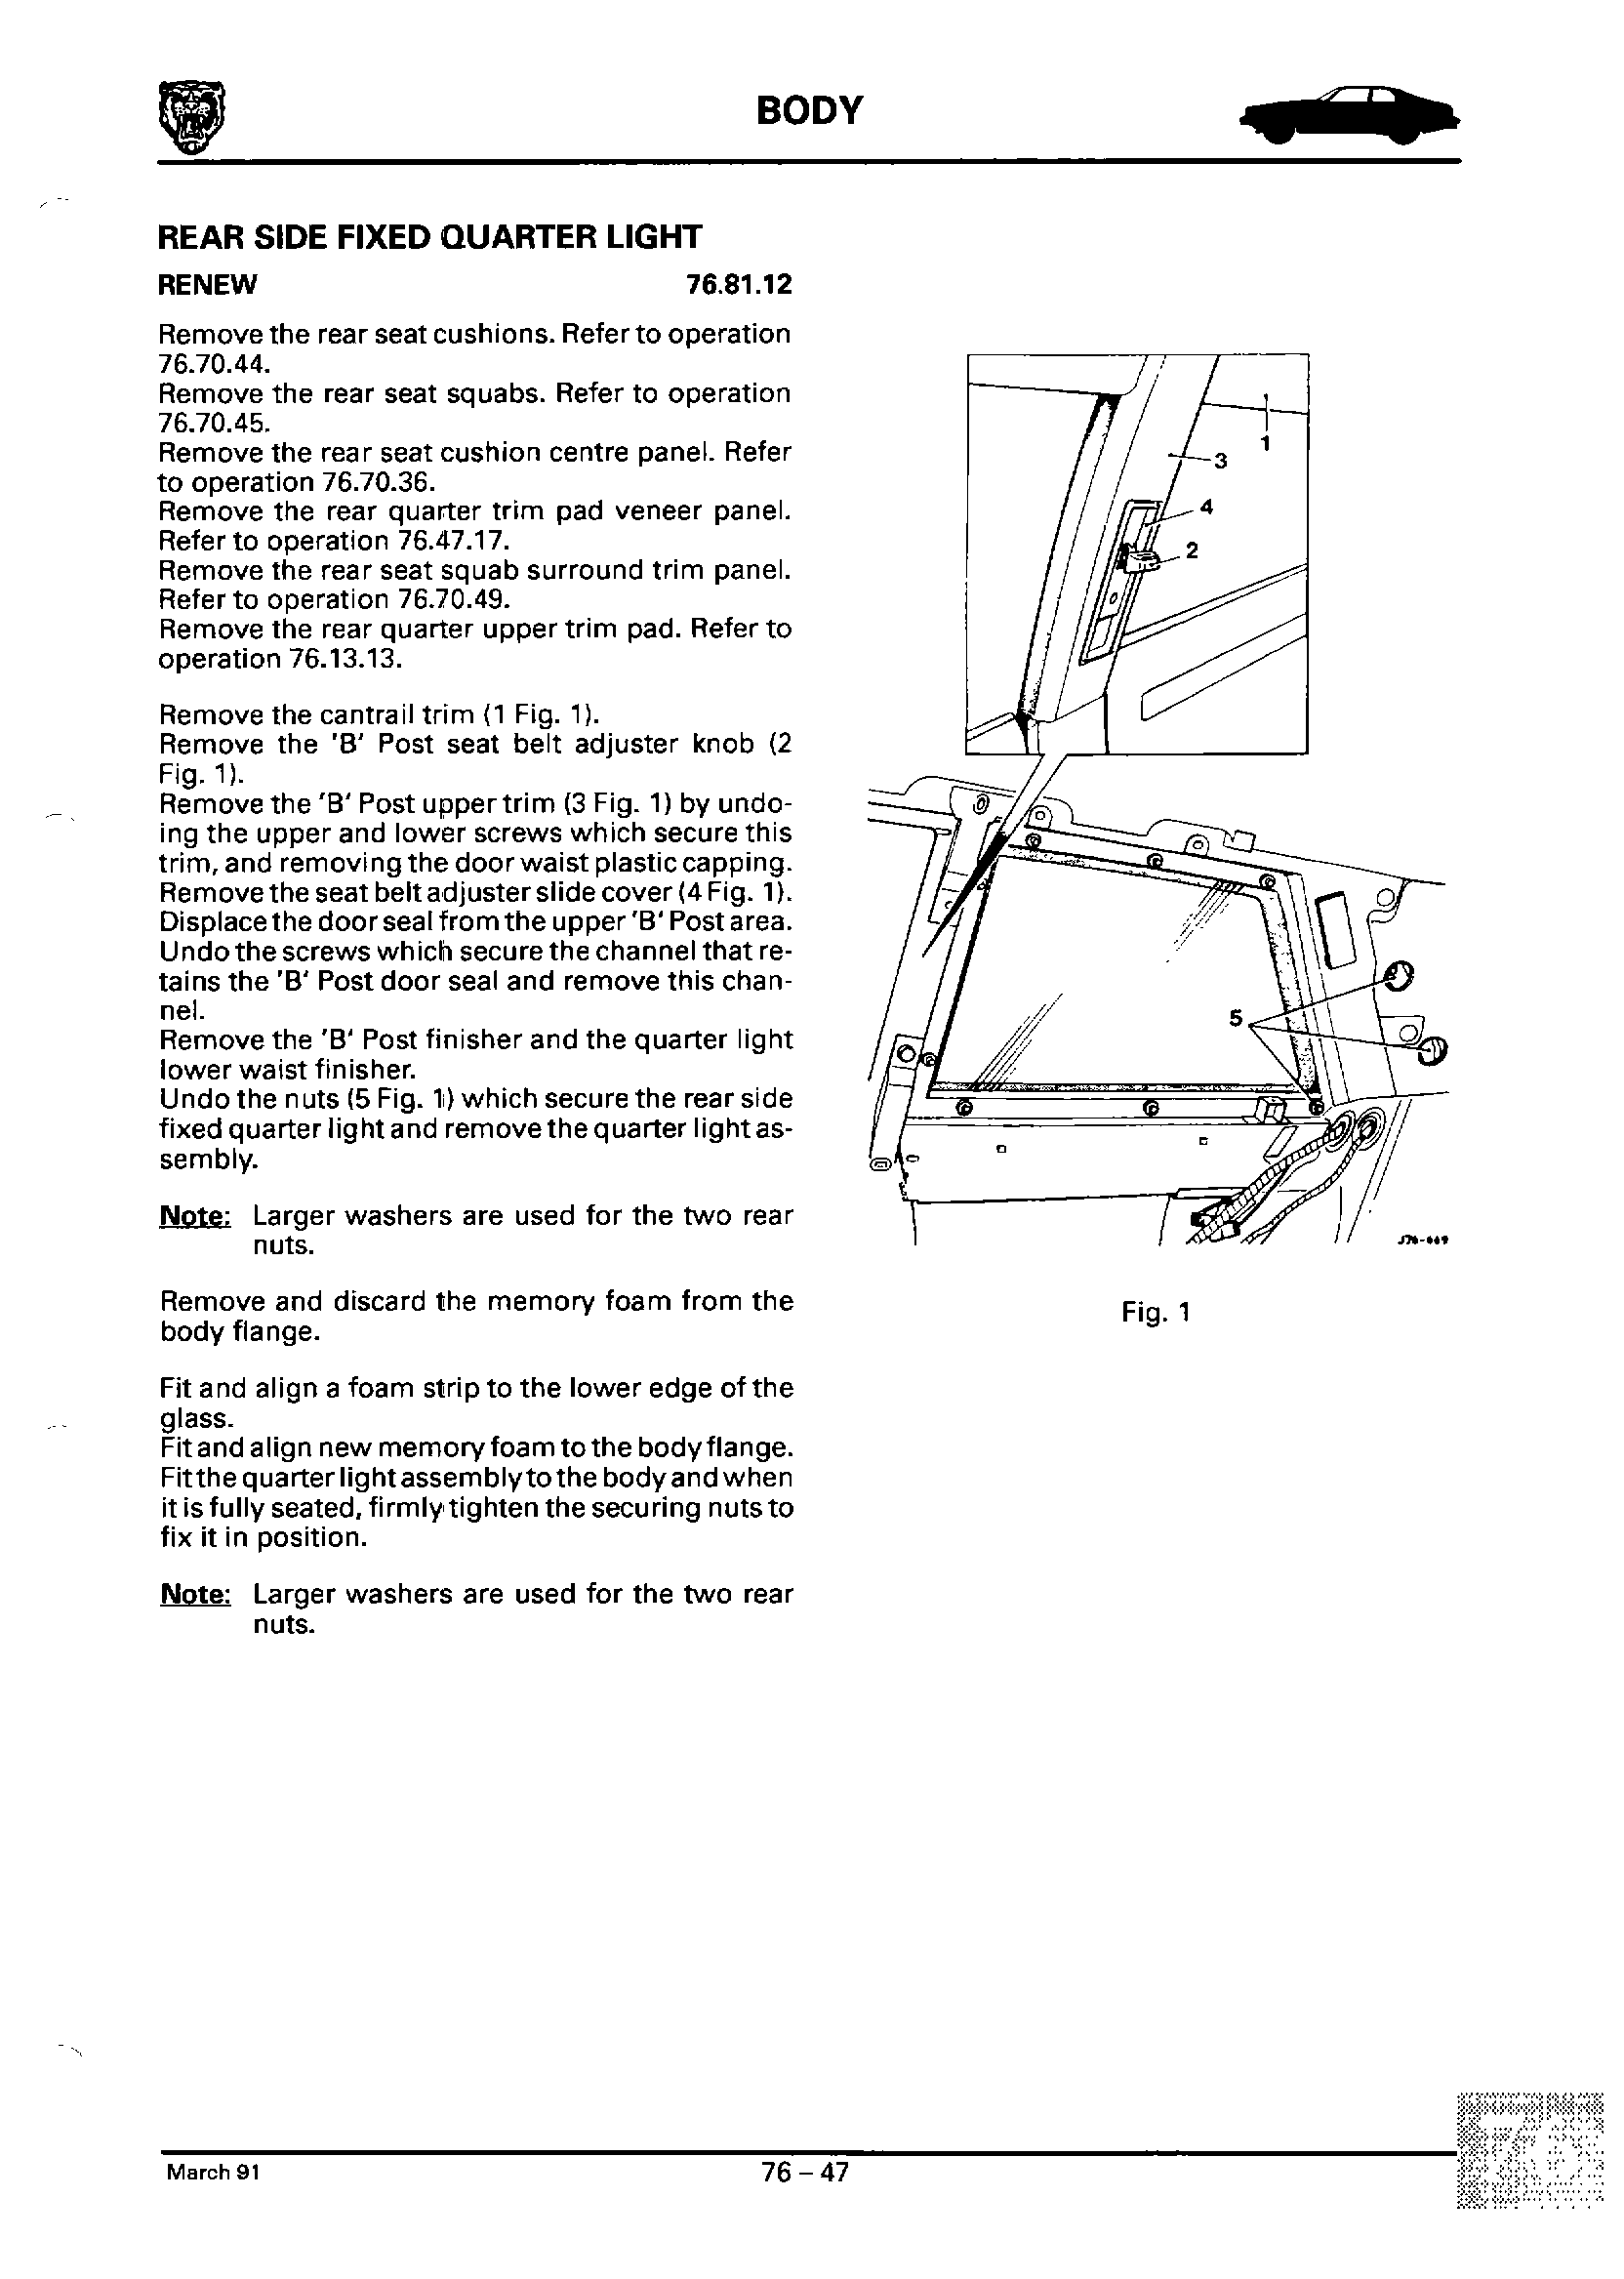 BODY
REAR SIDE FIXED QUARTER LIGHT
RENEW 76.81.12
Remove the rear seat cushions. Refer to operation
76.70.44.
Remove the rear seat squabs. Refer to operation
76.70.45.
Remove the rear seat cushion centre panel. Refer
to operation 76.70.36.
Remove the rear quarter trim pad veneer panel.
Refer to operation 76.47.17.
Remove the rear seat squab surround trim panel.
Refer to operation 76.70.49.
Remove the rear quarter upper trim pad. Refer to
operation 76.13.13.
Remove the cantrail trim (1 Fig. 1).
Remove the 'B' Post seat belt adjuster knob (2
Fig. 1).
Remove the 'B' Post upper trim (3 Fig. 1) by undo-
ing the upper and lower screws which secure this
trim, and removing the door waist plastic capping.
Remove the seat belt adjuster slide cover (4 Fig. 1).
Displace the door seal from the upper 'B' Post area.
Undo the screws which secure the channel that re-
tains the 'B' Post door seal and remove this chan-
nel.
Remove the 'B' Post finisher and the quarter light
lower waist finisher.
Undo the nuts (5 Fig. 1) which secure the rear side
fixed quarter light and remove the quarter light as-
sembly.
Note: Larger washers are used for the two rear
nuts.
Remove and discard the memory foam from the
body flange.
Fit and align a foam strip to the lower edge of the
glass.
Fit and align new memory foam to the body flange.
Fit the quarter light assembly to the body and when
it is fully seated, firmly tighten the securing nuts to
fix it in position.
Note: Larger washers are used for the two rear
nuts.
1
3
4
2
5
Fig. 1
March 91
76 – 47
76